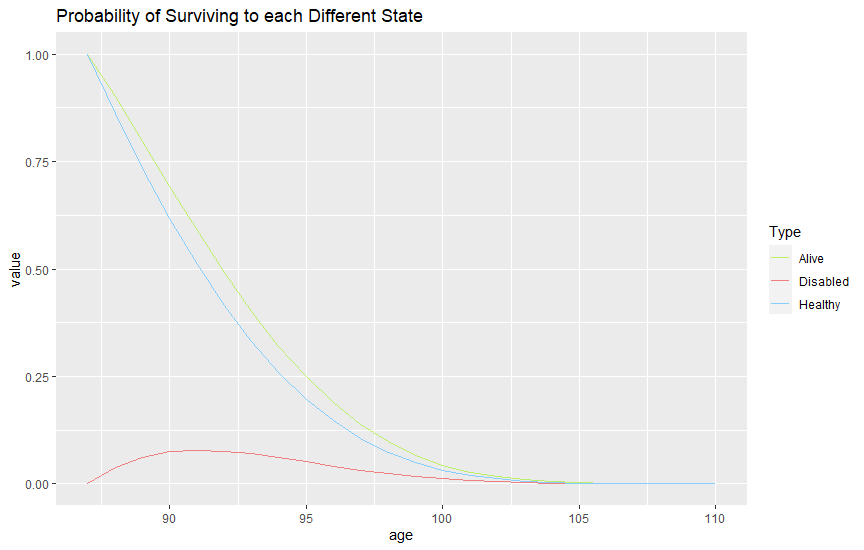 Probability of Surviving to each Different State
1.00
0.75
0.50
0.25
0.00
value
90
95
100
105
110
age
Type
Alive
Disabled
Healthy